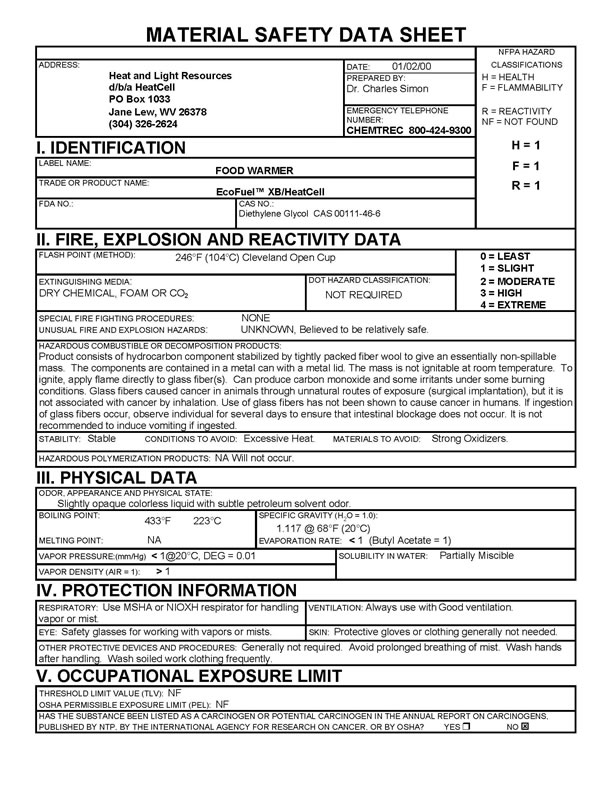 MATERIAL SAFETY DATA SHEET
NFPA HAZARD
CLASSIFICATIONS
H = HEALTH
F = FLAMMABILITY
R = REACTIVITY
NF = NOT FOUND
H = 1
F = 1
R = 1
ADDRESS:
Heat and Light Resources
d/b/a HeatCell
PO Box 1033
Jane Lew, WV 26378
(304) 326-2624
DATE: 01/02/00
PREPARED BY:
Dr. Charles Simon
EMERGENCY TELEPHONE
NUMBER:
CHEMTREC 800-424-9300
I. IDENTIFICATION
LABEL NAME:
FOOD WARMER
TRADE OR PRODUCT NAME:
EcoFuel™ XB/HeatCell
FDA NO.:
CAS NO.:
Diethylene Glycol CAS 00111-46-6
II. FIRE, EXPLOSION AND REACTIVITY DATA
FLASH POINT (METHOD): 246°F (104°C) Cleveland Open Cup
0 = LEAST
1 = SLIGHT
2 = MODERATE
3 = HIGH
4 = EXTREME
EXTINGUISHING MEDIA:
DRY CHEMICAL, FOAM OR CO₂
DOT HAZARD CLASSIFICATION:
NOT REQUIRED
SPECIAL FIRE FIGHTING PROCEDURES: NONE
UNUSUAL FIRE AND EXPLOSION HAZARDS: UNKNOWN, Believed to be relatively safe.
HAZARDOUS COMBUSTIBLE OR DECOMPOSITION PRODUCTS:
Product consists of hydrocarbon component stabilized by tightly packed fiber wool to give an essentially non-spillable
mass. The components are contained in a metal can with a metal lid. The mass is not ignitable at room temperature. To
ignite, apply flame directly to glass fiber(s). Can produce carbon monoxide and some irritants under some burning
conditions. Glass fibers caused cancer in animals through unnatural routes of exposure (surgical implantation), but it is
not associated with cancer by inhalation. Use of glass fibers has not been shown to cause cancer in humans. If ingestion
of glass fibers occur, observe individual for several days to ensure that intestinal blockage does not occur. It is not
recommended to induce vomiting if ingested.
STABILITY: Stable CONDITIONS TO AVOID: Excessive Heat. MATERIALS TO AVOID: Strong Oxidizers.
HAZARDOUS POLYMERIZATION PRODUCTS: NA Will not occur.
III. PHYSICAL DATA
ODOR, APPEARANCE AND PHYSICAL STATE:
Slightly opaque colorless liquid with subtle petroleum solvent odor.
BOILING POINT: 433°F 223°C
MELTING POINT: NA
SPECIFIC GRAVITY (H₂O = 1.0):
1.117 @ 68°F (20°C)
EVAPORATION RATE: < 1 (Butyl Acetate = 1)
VAPOR PRESSURE:(mm/Hg) < 1@20°C, DEG = 0.01
SOLUBILITY IN WATER: Partially Miscible
VAPOR DENSITY (AIR = 1): > 1
IV. PROTECTION INFORMATION
RESPIRATORY: Use MSHA or NIOXH respirator for handling
vapor or mist.
VENTILATION: Always use with Good ventilation.
EYE: Safety glasses for working with vapors or mists.
SKIN: Protective gloves or clothing generally not needed.
OTHER PROTECTIVE DEVICES AND PROCEDURES: Generally not required. Avoid prolonged breathing of mist. Wash hands
after handling. Wash soiled work clothing frequently.
V. OCCUPATIONAL EXPOSURE LIMIT
THRESHOLD LIMIT VALUE (TLV): NF
OSHA PERMISSIBLE EXPOSURE LIMIT (PEL): NF
HAS THE SUBSTANCE BEEN LISTED AS A CARCINOGEN OR POTENTIAL CARCINOGEN IN THE ANNUAL REPORT ON CARCINOGENS,
PUBLISHED BY NTP, BY THE INTERNATIONAL AGENCY FOR RESEARCH ON CANCER, OR BY OSHA? YES ☐ NO ☒